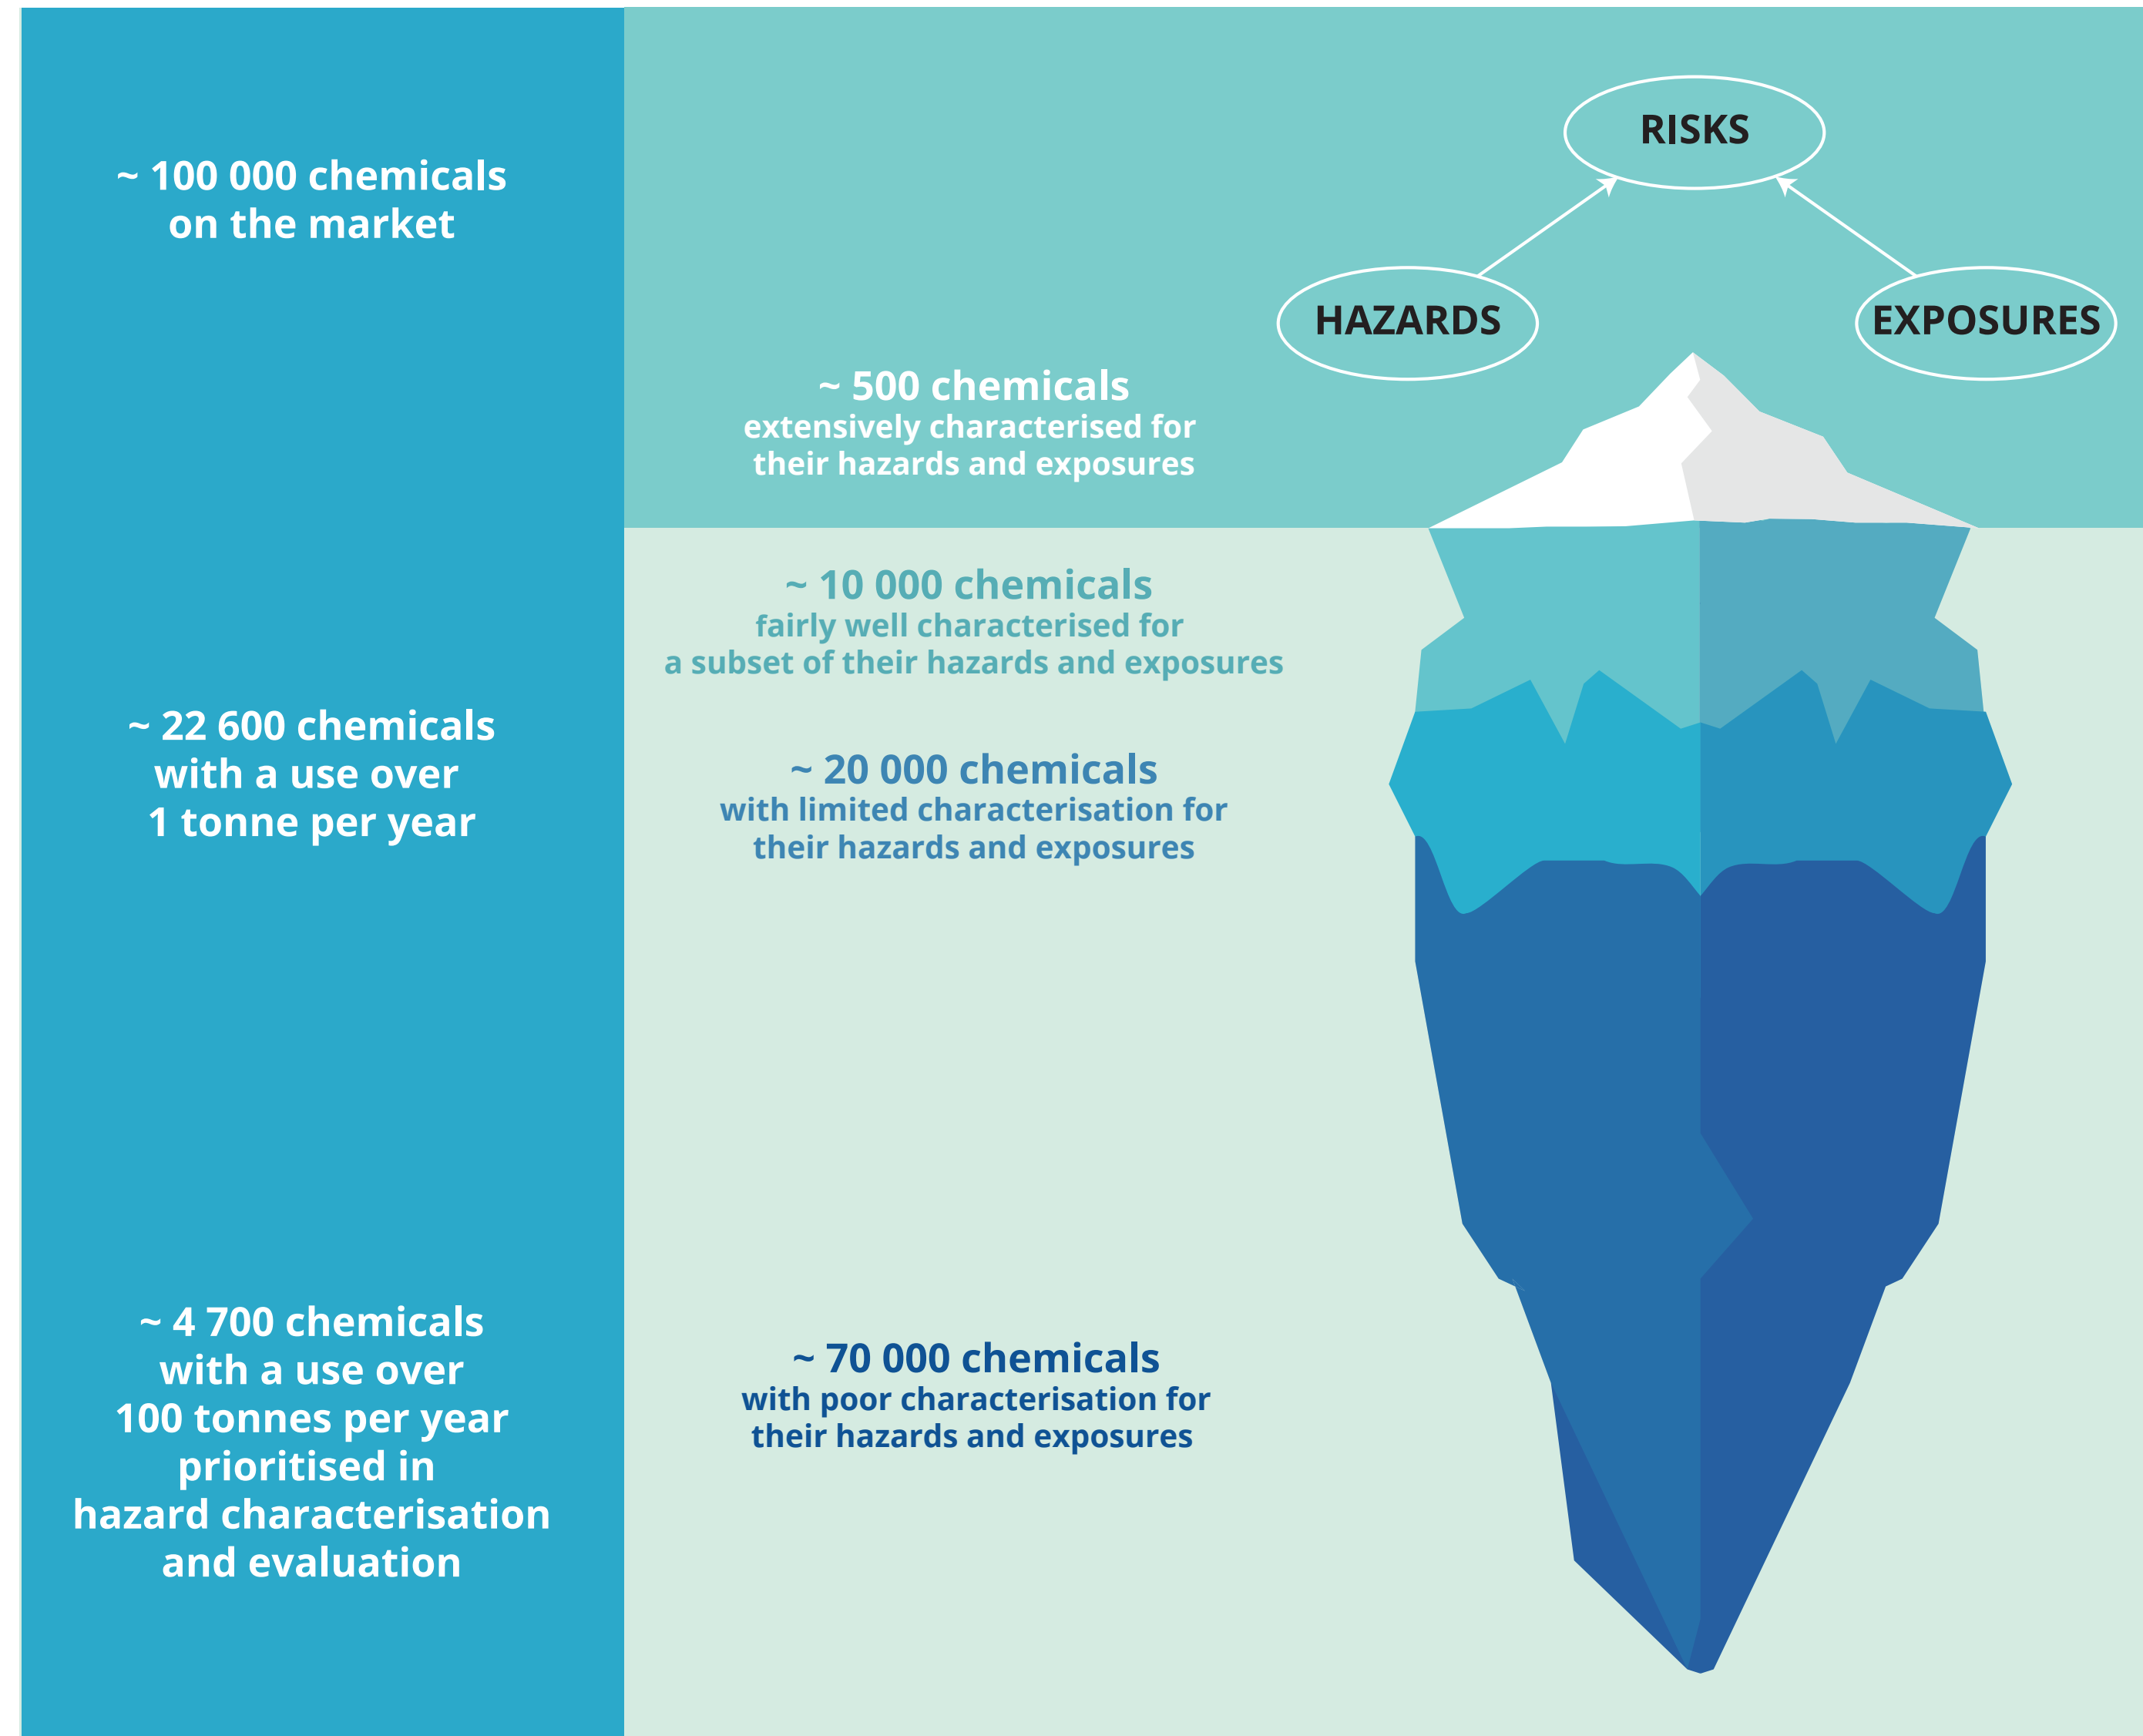 ~ 100 000 chemicals
on the market
~ 22 600 chemicals
with a use over
1 tonne per year
~ 4 700 chemicals
with a use over
100 tonnes per year
prioritised in
hazard characterisation
and evaluation
~ 500 chemicals
extensively characterised for
their hazards and exposures
~ 10 000 chemicals
fairly well characterised for
a subset of their hazards and exposures
~ 20 000 chemicals
with limited characterisation for
their hazards and exposures
~ 70 000 chemicals
with poor characterisation for
their hazards and exposures
RISKS
HAZARDS
EXPOSURES